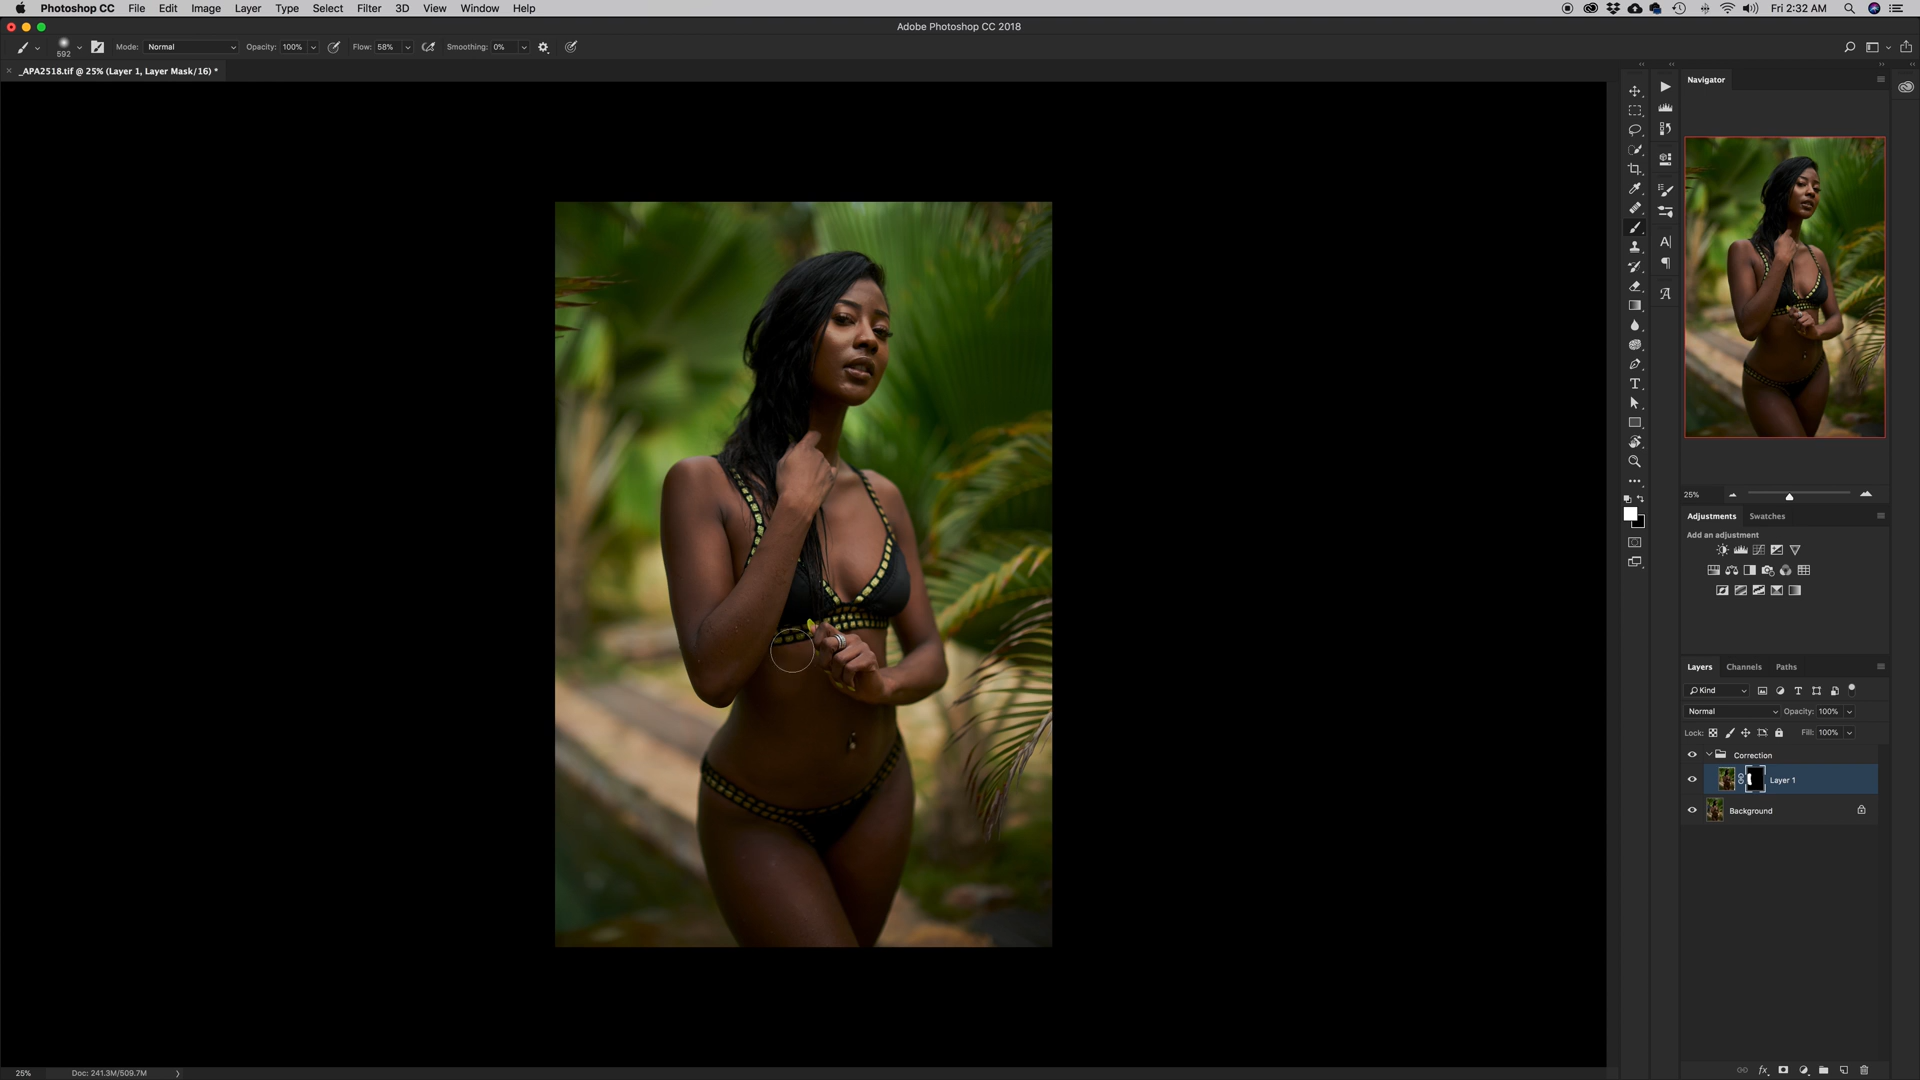 Photoshop CC File Edit Image Layer Type Select Filter 3D View Window Help Fri 2:32 AM
Adobe Photoshop CC 2018
592 Mode: Normal Opacity: 100% Flow: 58% Smoothing: 0%
_APA2518.tif @ 25% (Layer 1, Layer Mask/16) *
Navigator
25%
Adjustments Swatches
Add an adjustment
Layers Channels Paths
Kind
Normal Opacity: 100%
Lock: Fill: 100%
Correction
Layer 1
Background
fx
25% Doc: 241.3M/509.7M